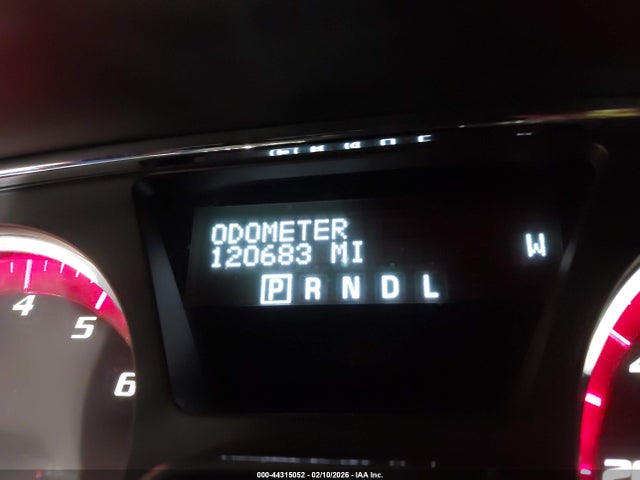 ODOMETER
120683 MI
W
P R N D L
4
5
6
000-44315052 - 02/10/2026 - IAA Inc.